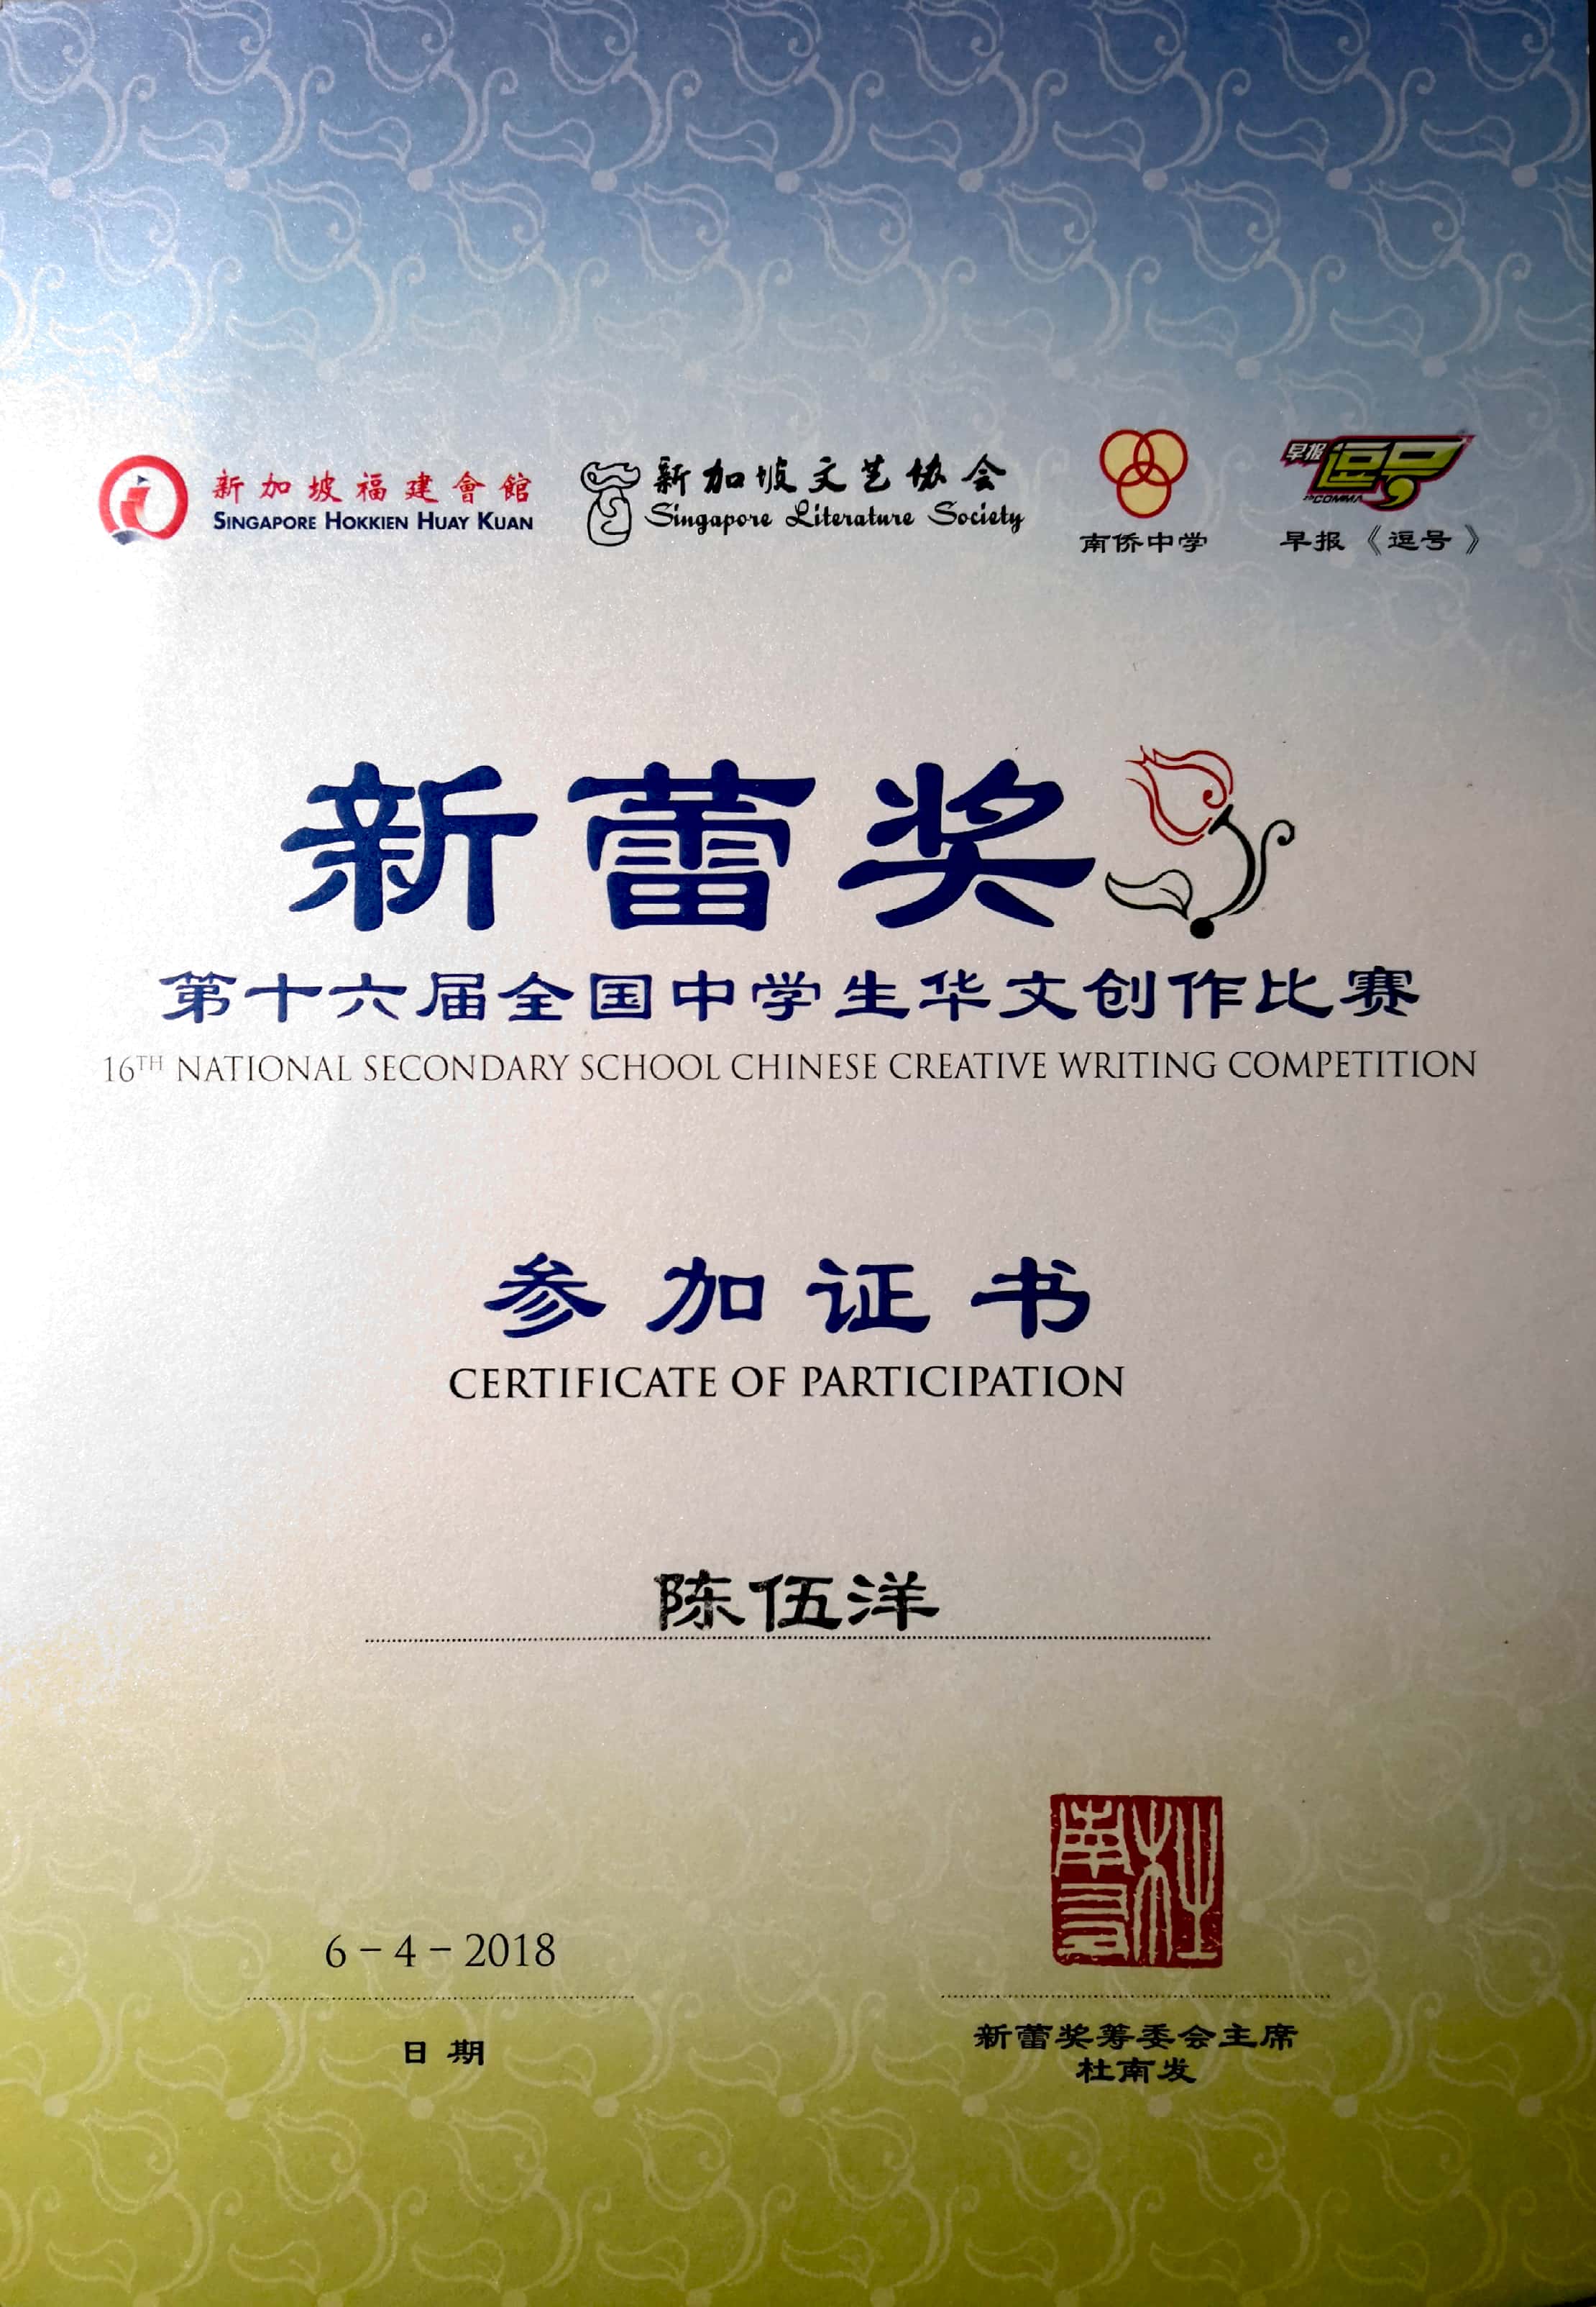 新加坡福建會館
SINGAPORE HOKKIEN HUAY KUAN
新加坡文艺协会
Singapore Literature Society
南侨中学
早报 逗号
ZBCOMMA
早报《逗号》
新蕾奖
第十六届全国中学生华文创作比赛
16TH NATIONAL SECONDARY SCHOOL CHINESE CREATIVE WRITING COMPETITION
参加证书
CERTIFICATE OF PARTICIPATION
陈伍洋
杜南发
6-4-2018
日期
新蕾奖筹委会主席
杜南发